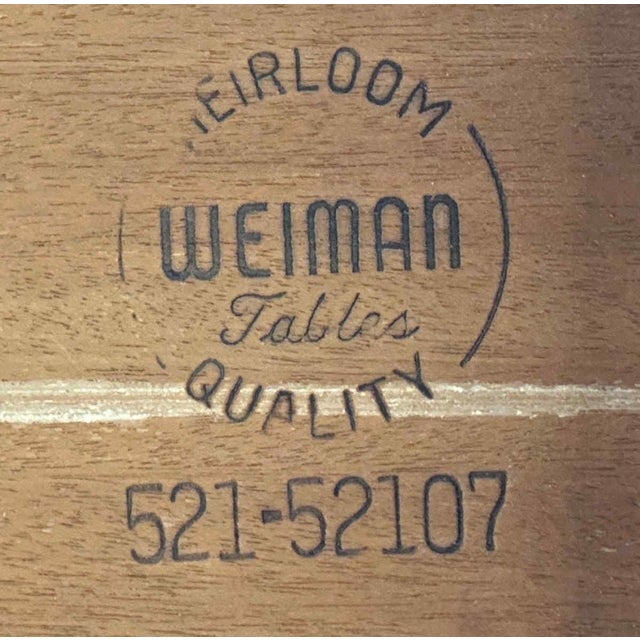 HEIRLOOM
WEIMAN
Tables
QUALITY
521-52107